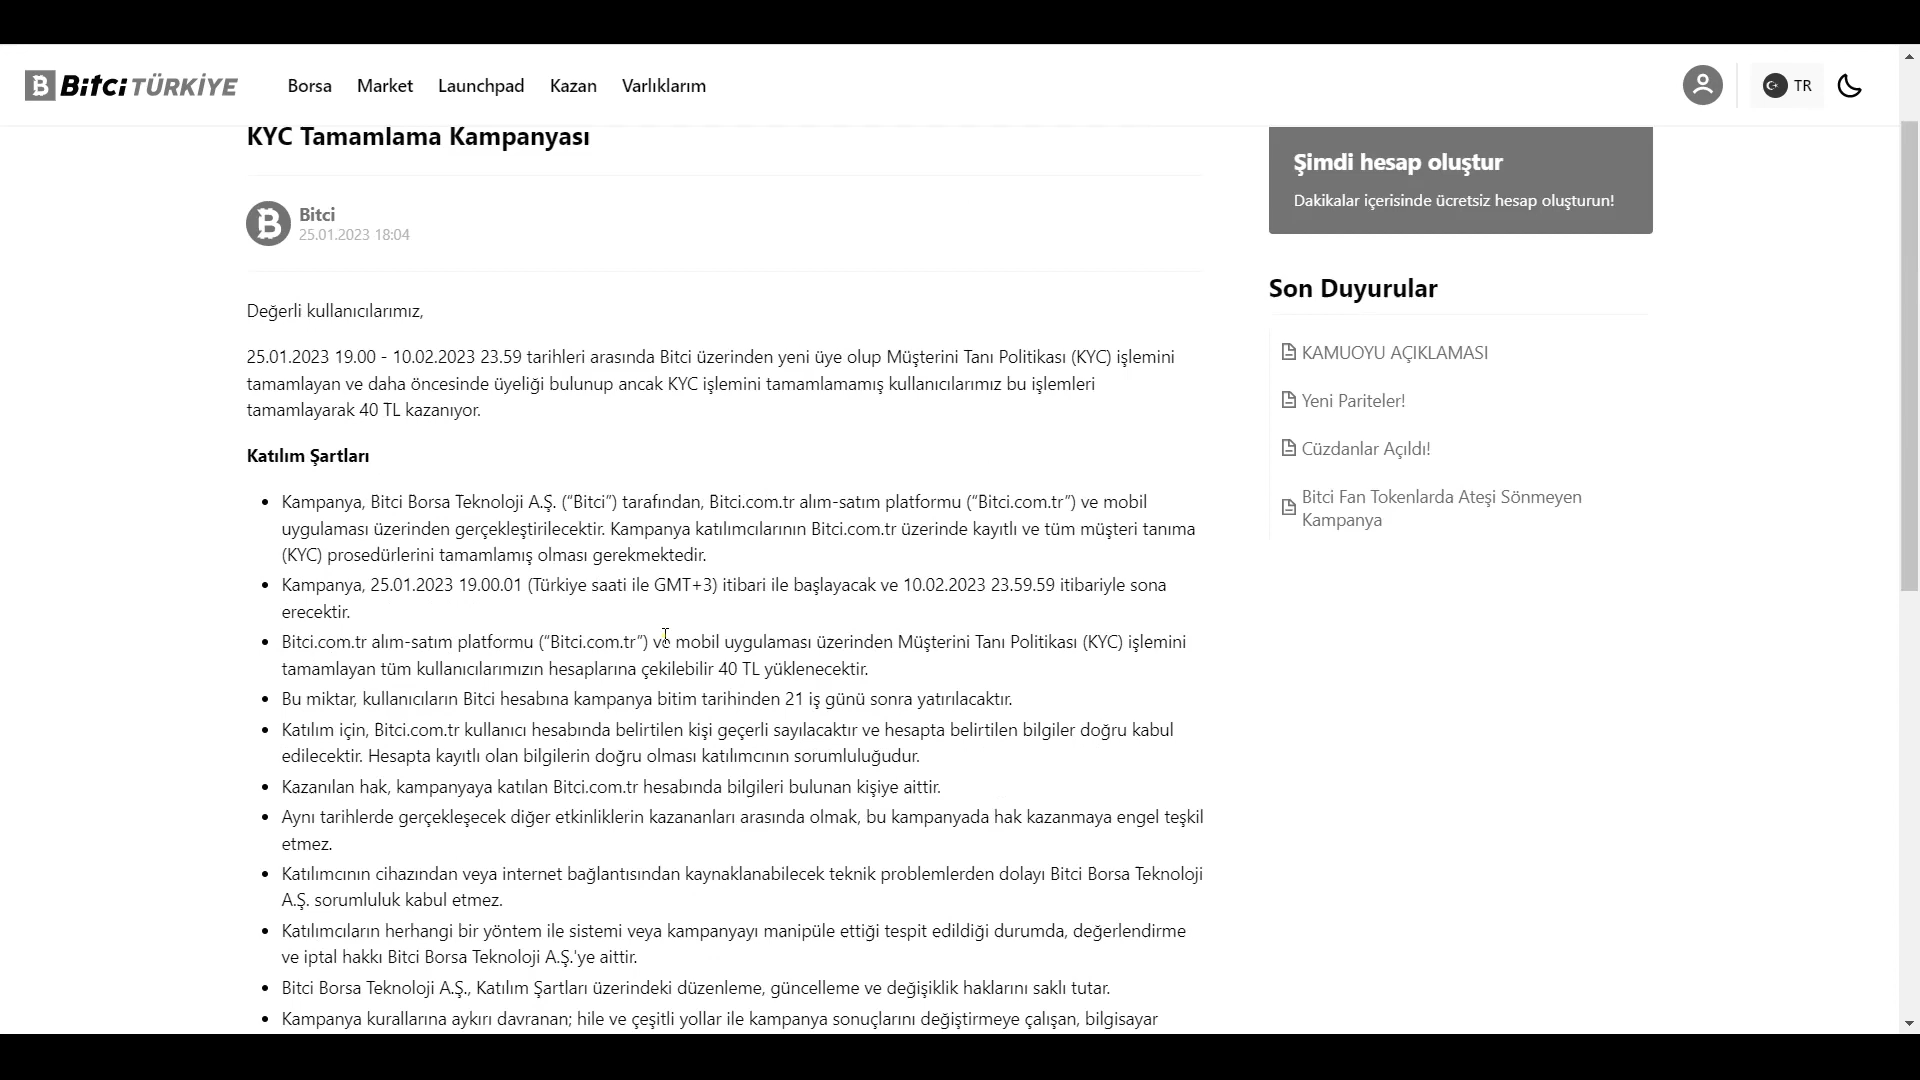 Bitci TÜRKİYE
Borsa Market Launchpad Kazan Varlıklarım
TR
KYC Tamamlama Kampanyası
Bitci
25.01.2023 18:04
Değerli kullanıcılarımız,
25.01.2023 19.00 - 10.02.2023 23.59 tarihleri arasında Bitci üzerinden yeni üye olup Müşterini Tanı Politikası (KYC) işlemini
tamamlayan ve daha öncesinde üyeliği bulunup ancak KYC işlemini tamamlamamış kullanıcılarımız bu işlemleri
tamamlayarak 40 TL kazanıyor.
Katılım Şartları
• Kampanya, Bitci Borsa Teknoloji A.Ş. (“Bitci”) tarafından, Bitci.com.tr alım-satım platformu (“Bitci.com.tr”) ve mobil
uygulaması üzerinden gerçekleştirilecektir. Kampanya katılımcılarının Bitci.com.tr üzerinde kayıtlı ve tüm müşteri tanıma
(KYC) prosedürlerini tamamlamış olması gerekmektedir.
• Kampanya, 25.01.2023 19.00.01 (Türkiye saati ile GMT+3) itibari ile başlayacak ve 10.02.2023 23.59.59 itibariyle sona
erecektir.
• Bitci.com.tr alım-satım platformu (“Bitci.com.tr”) ve mobil uygulaması üzerinden Müşterini Tanı Politikası (KYC) işlemini
tamamlayan tüm kullanıcılarımızın hesaplarına çekilebilir 40 TL yüklenecektir.
• Bu miktar, kullanıcıların Bitci hesabına kampanya bitim tarihinden 21 iş günü sonra yatırılacaktır.
• Katılım için, Bitci.com.tr kullanıcı hesabında belirtilen kişi geçerli sayılacaktır ve hesapta belirtilen bilgiler doğru kabul
edilecektir. Hesapta kayıtlı olan bilgilerin doğru olması katılımcının sorumluluğudur.
• Kazanılan hak, kampanyaya katılan Bitci.com.tr hesabında bilgileri bulunan kişiye aittir.
• Aynı tarihlerde gerçekleşecek diğer etkinliklerin kazananları arasında olmak, bu kampanyada hak kazanmaya engel teşkil
etmez.
• Katılımcının cihazından veya internet bağlantısından kaynaklanabilecek teknik problemlerden dolayı Bitci Borsa Teknoloji
A.Ş. sorumluluk kabul etmez.
• Katılımcıların herhangi bir yöntem ile sistemi veya kampanyayı manipüle ettiği tespit edildiği durumda, değerlendirme
ve iptal hakkı Bitci Borsa Teknoloji A.Ş.'ye aittir.
• Bitci Borsa Teknoloji A.Ş., Katılım Şartları üzerindeki düzenleme, güncelleme ve değişiklik haklarını saklı tutar.
• Kampanya kurallarına aykırı davranan; hile ve çeşitli yollar ile kampanya sonuçlarını değiştirmeye çalışan, bilgisayar
Şimdi hesap oluştur
Dakikalar içerisinde ücretsiz hesap oluşturun!
Son Duyurular
KAMUOYU AÇIKLAMASI
Yeni Pariteler!
Cüzdanlar Açıldı!
Bitci Fan Tokenlarda Ateşi Sönmeyen
Kampanya